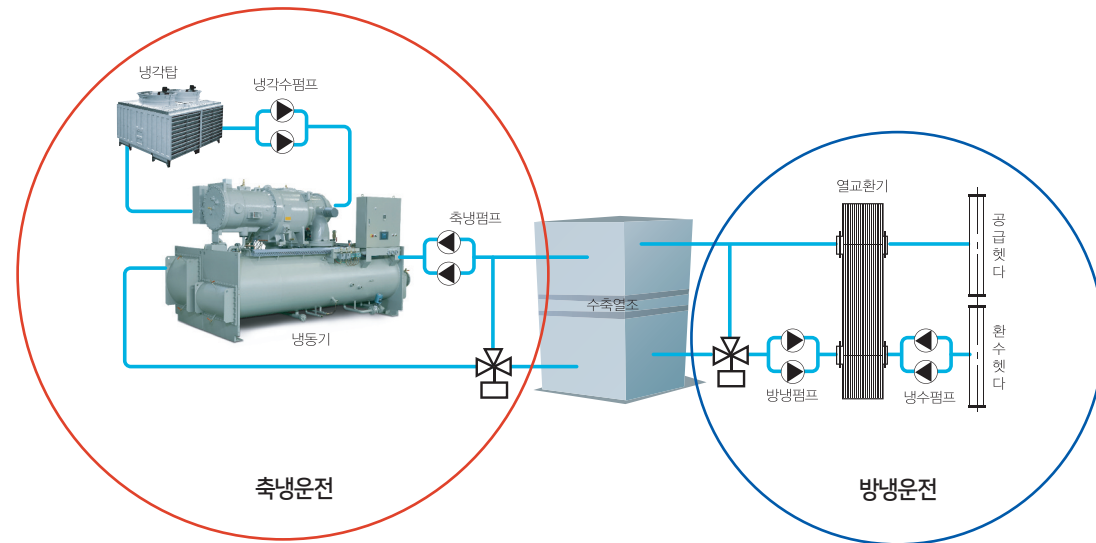 냉각탑
냉각수펌프
축냉펌프
냉동기
수축열조
열교환기
공급헷다
환수헷다
방냉펌프
냉수펌프
축냉운전
방냉운전